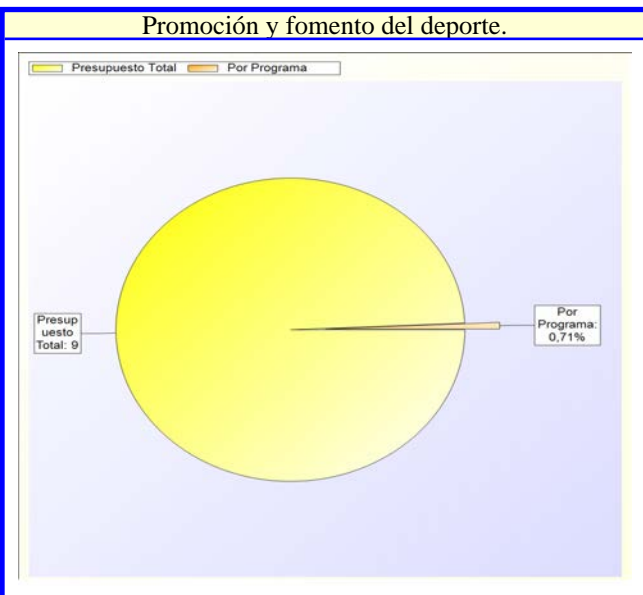 Promoción y fomento del deporte.
Presupuesto Total Por Programa
Presup
uesto
Total: 9
Por
Programa:
0,71%